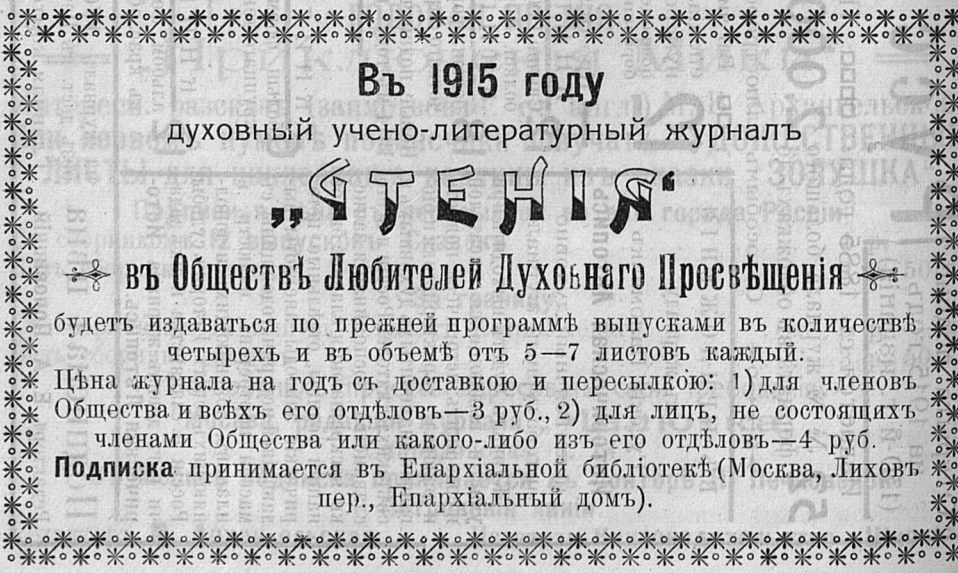 Въ 1915 году
духовный учено-литературный журналъ
„ЧТЕНІЯ“
въ Обществѣ Любителей Духовнаго Просвѣщенія
будетъ издаваться по прежней программѣ выпусками въ количествѣ
четырехъ и въ объемѣ отъ 5—7 листов каждый.
Цѣна журнала на годъ съ доставкою и пересылкою: 1) для членовъ
Общества и всѣхъ его отдѣловъ—3 руб., 2) для лицъ, не состоящихъ
членами Общества или какого-либо изъ его отдѣловъ—4 руб.
Подписка принимается въ Епархіальной библіотекѣ (Москва, Лиховъ
пер., Епархіальный домъ).